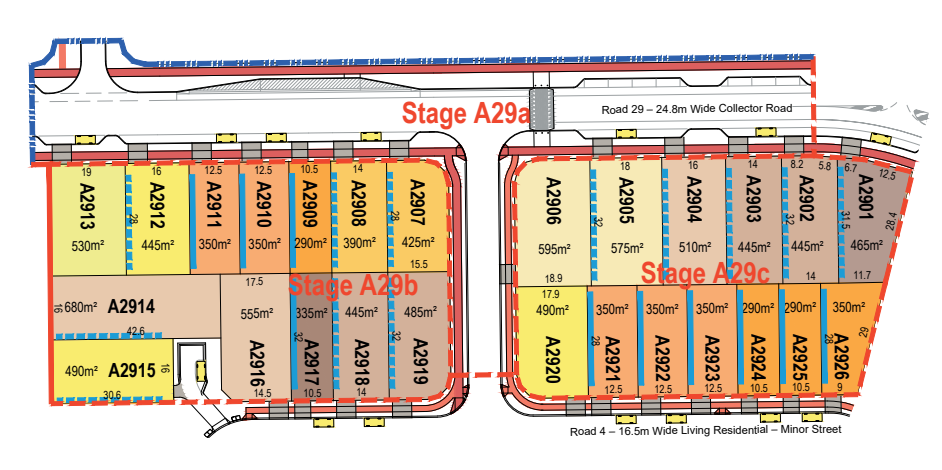 Stage A29a
Road 29 – 24.8m Wide Collector Road
19
16
12.5
12.5
10.5
14
A2913
A2912
A2911
A2910
A2909
A2908
A2907
28
28
530m²
445m²
350m²
350m²
290m²
390m²
425m²
15.5
18
16
14
8.2
5.8
6.7
12.5
A2906
A2905
A2904
A2903
A2902
A2901
32
32
31.5
28.4
595m²
575m²
510m²
445m²
445m²
465m²
18.9
14
11.7
Stage A29b
Stage A29c
16
680m²
A2914
42.6
490m²
A2915
16
30.6
17.5
555m²
335m²
445m²
485m²
32
32
A2916
A2917
A2918
A2919
14.5
10.5
14
17.9
490m²
350m²
350m²
350m²
290m²
290m²
350m²
28
28
29
A2920
A2921
A2922
A2923
A2924
A2925
A2926
12.5
12.5
12.5
10.5
10.5
9
Road 4 – 16.5m Wide Living Residential – Minor Street